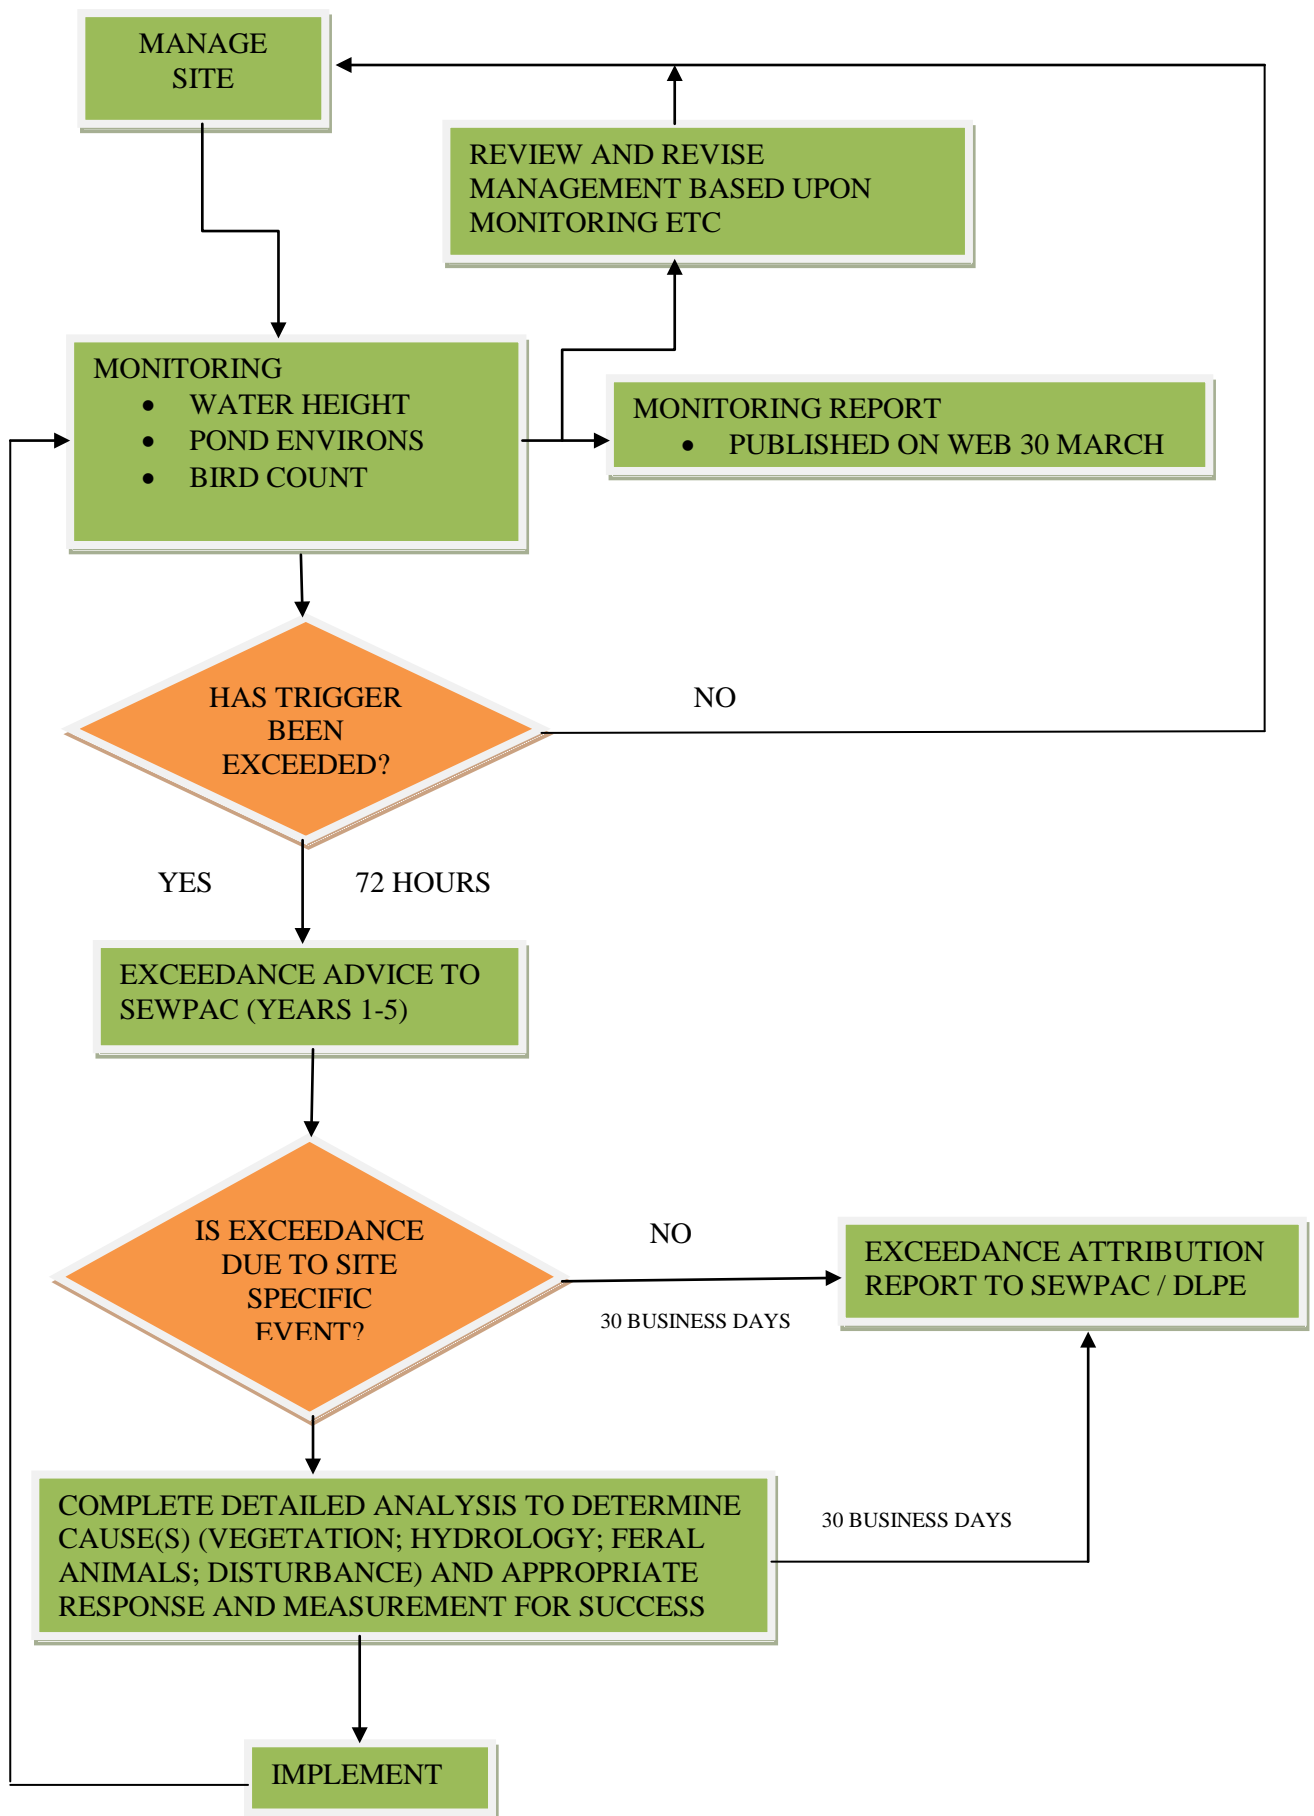 MANAGE
SITE
REVIEW AND REVISE
MANAGEMENT BASED UPON
MONITORING ETC
MONITORING
• WATER HEIGHT
• POND ENVIRONS
• BIRD COUNT
MONITORING REPORT
• PUBLISHED ON WEB 30 MARCH
HAS TRIGGER
BEEN
EXCEEDED?
NO
YES
72 HOURS
EXCEEDANCE ADVICE TO
SEWPAC (YEARS 1-5)
IS EXCEEDANCE
DUE TO SITE
SPECIFIC
EVENT?
NO
30 BUSINESS DAYS
EXCEEDANCE ATTRIBUTION
REPORT TO SEWPAC / DLPE
COMPLETE DETAILED ANALYSIS TO DETERMINE
CAUSE(S) (VEGETATION; HYDROLOGY; FERAL
ANIMALS; DISTURBANCE) AND APPROPRIATE
RESPONSE AND MEASUREMENT FOR SUCCESS
30 BUSINESS DAYS
IMPLEMENT